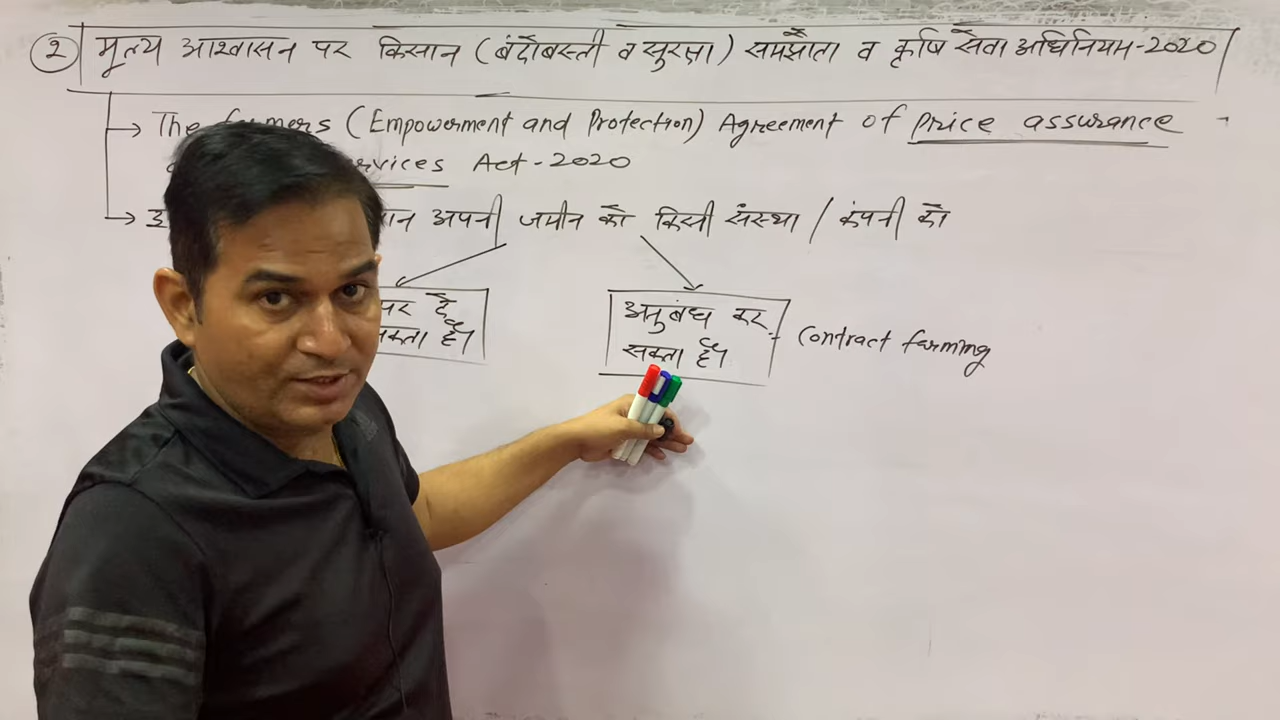 ② मूल्य आश्वासन पर किसान (बंदोबस्ती व सुरक्षा) समझौता व कृषि सेवा अधिनियम-2020
→ The farmers (Empowerment and Protection) Agreement of Price assurance
Act-2020
→ अपनी जमीन को किसी संस्था / कंपनी को
पर दे
सकता है।
अनुबंध कर
सकता है।
- Contract farming